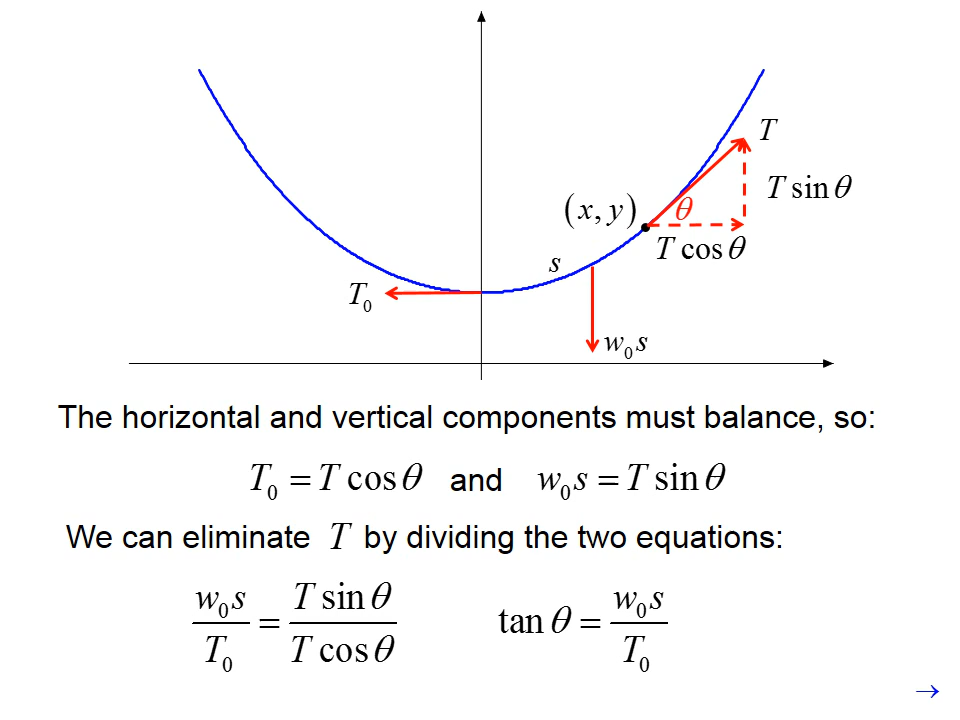 T
T sin θ
(x, y)
θ
T cos θ
s
T₀
w₀s
The horizontal and vertical components must balance, so:
T₀ = T cos θ and w₀s = T sin θ
We can eliminate T by dividing the two equations:
w₀s / T₀ = T sin θ / T cos θ tan θ = w₀s / T₀
→